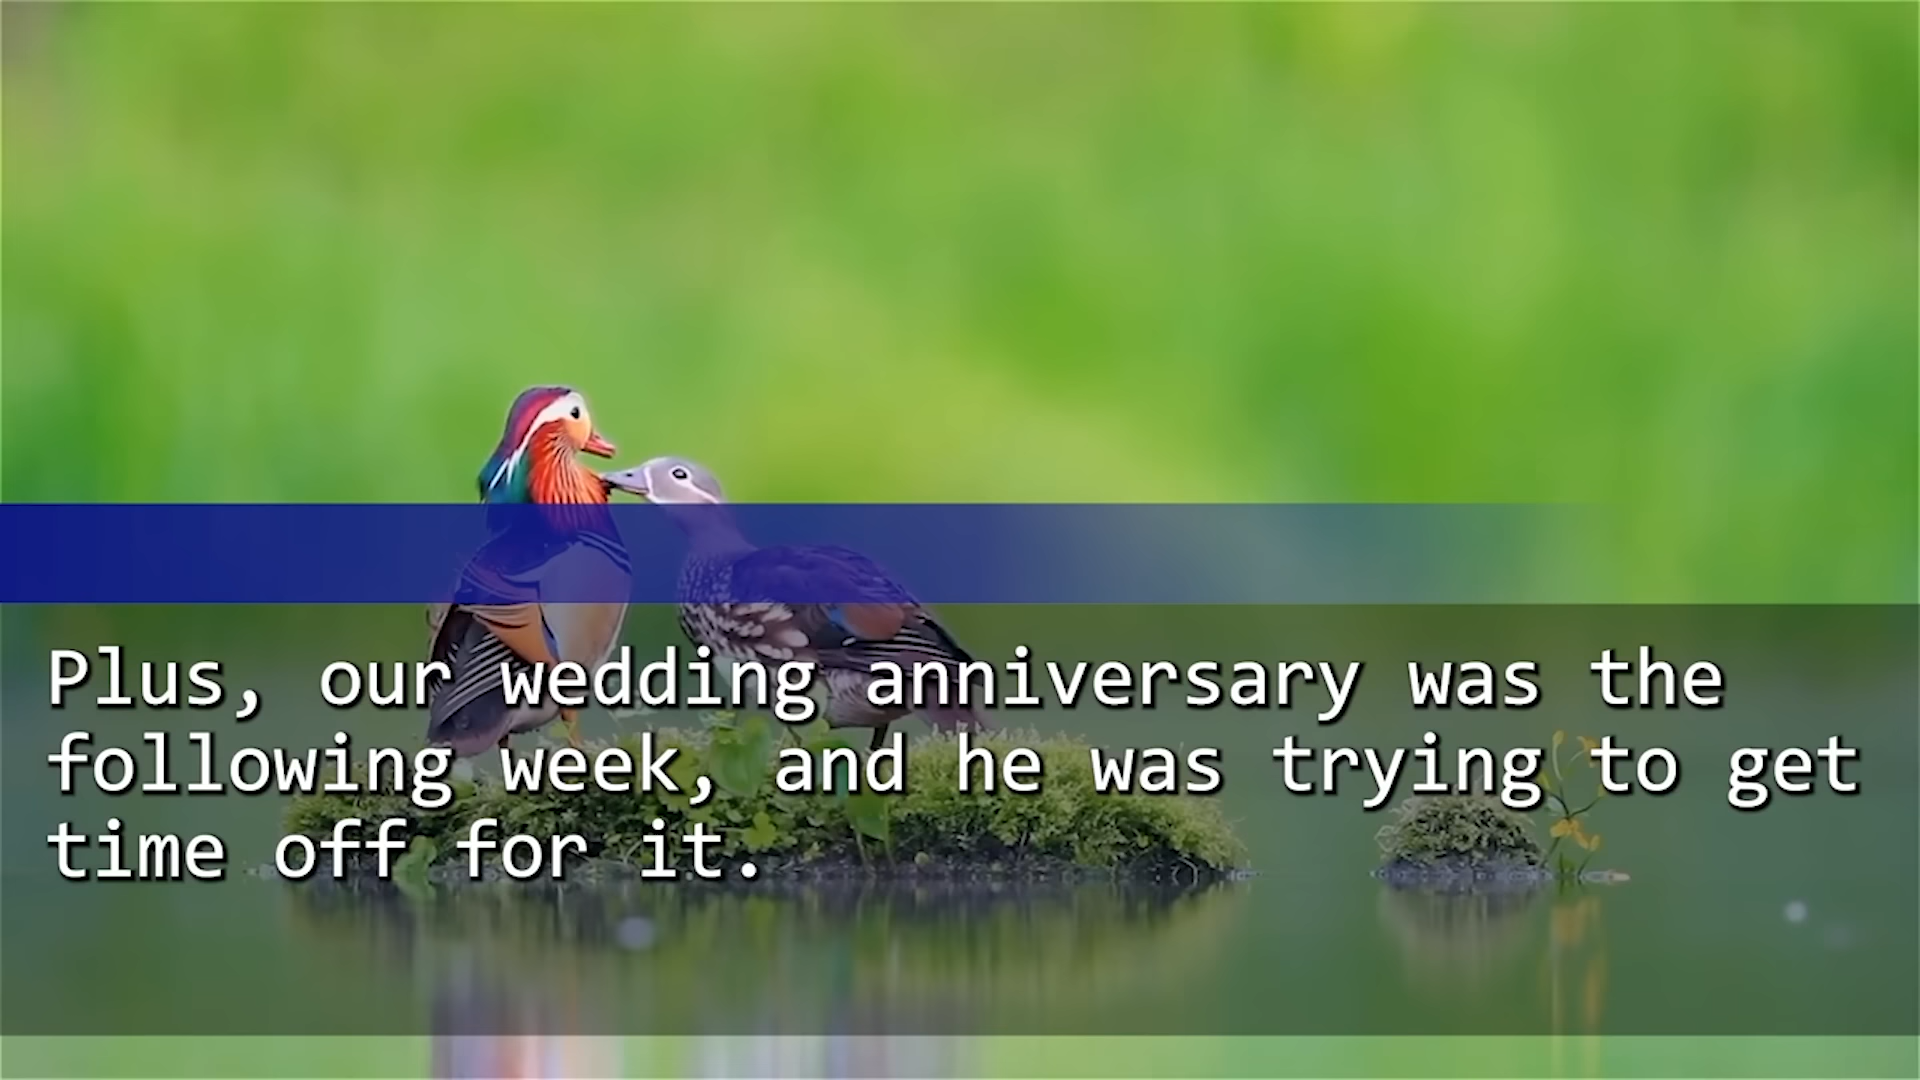 Plus, our wedding anniversary was the
following week, and he was trying to get
time off for it.